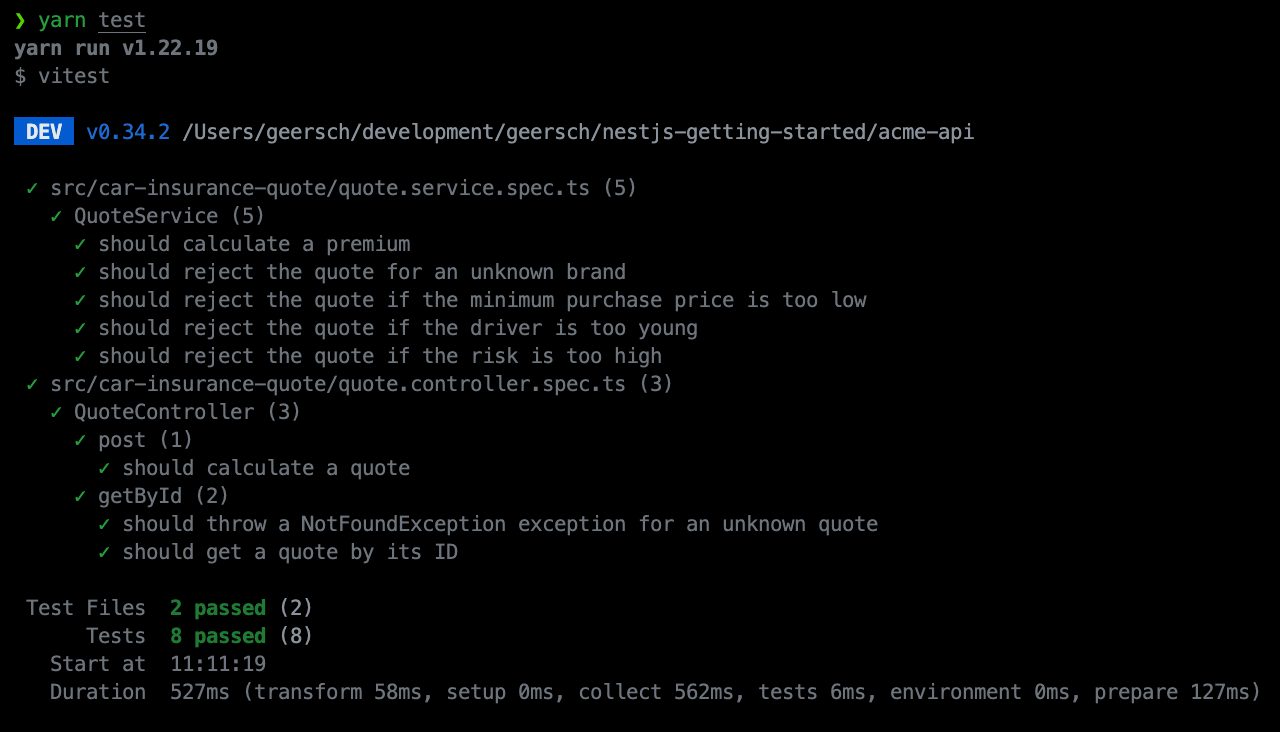 ❯ yarn test
yarn run v1.22.19
$ vitest
DEV v0.34.2 /Users/geersch/development/geersch/nestjs-getting-started/acme-api
✓ src/car-insurance-quote/quote.service.spec.ts (5)
✓ QuoteService (5)
✓ should calculate a premium
✓ should reject the quote for an unknown brand
✓ should reject the quote if the minimum purchase price is too low
✓ should reject the quote if the driver is too young
✓ should reject the quote if the risk is too high
✓ src/car-insurance-quote/quote.controller.spec.ts (3)
✓ QuoteController (3)
✓ post (1)
✓ should calculate a quote
✓ getById (2)
✓ should throw a NotFoundException exception for an unknown quote
✓ should get a quote by its ID
Test Files 2 passed (2)
Tests 8 passed (8)
Start at 11:11:19
Duration 527ms (transform 58ms, setup 0ms, collect 562ms, tests 6ms, environment 0ms, prepare 127ms)